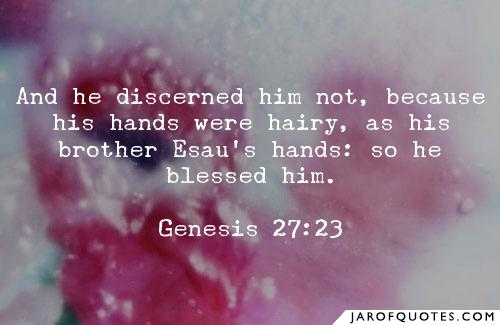 And he discerned him not, because
his hands were hairy, as his
brother Esau's hands: so he
blessed him.
Genesis 27:23
JAROFQUOTES.COM